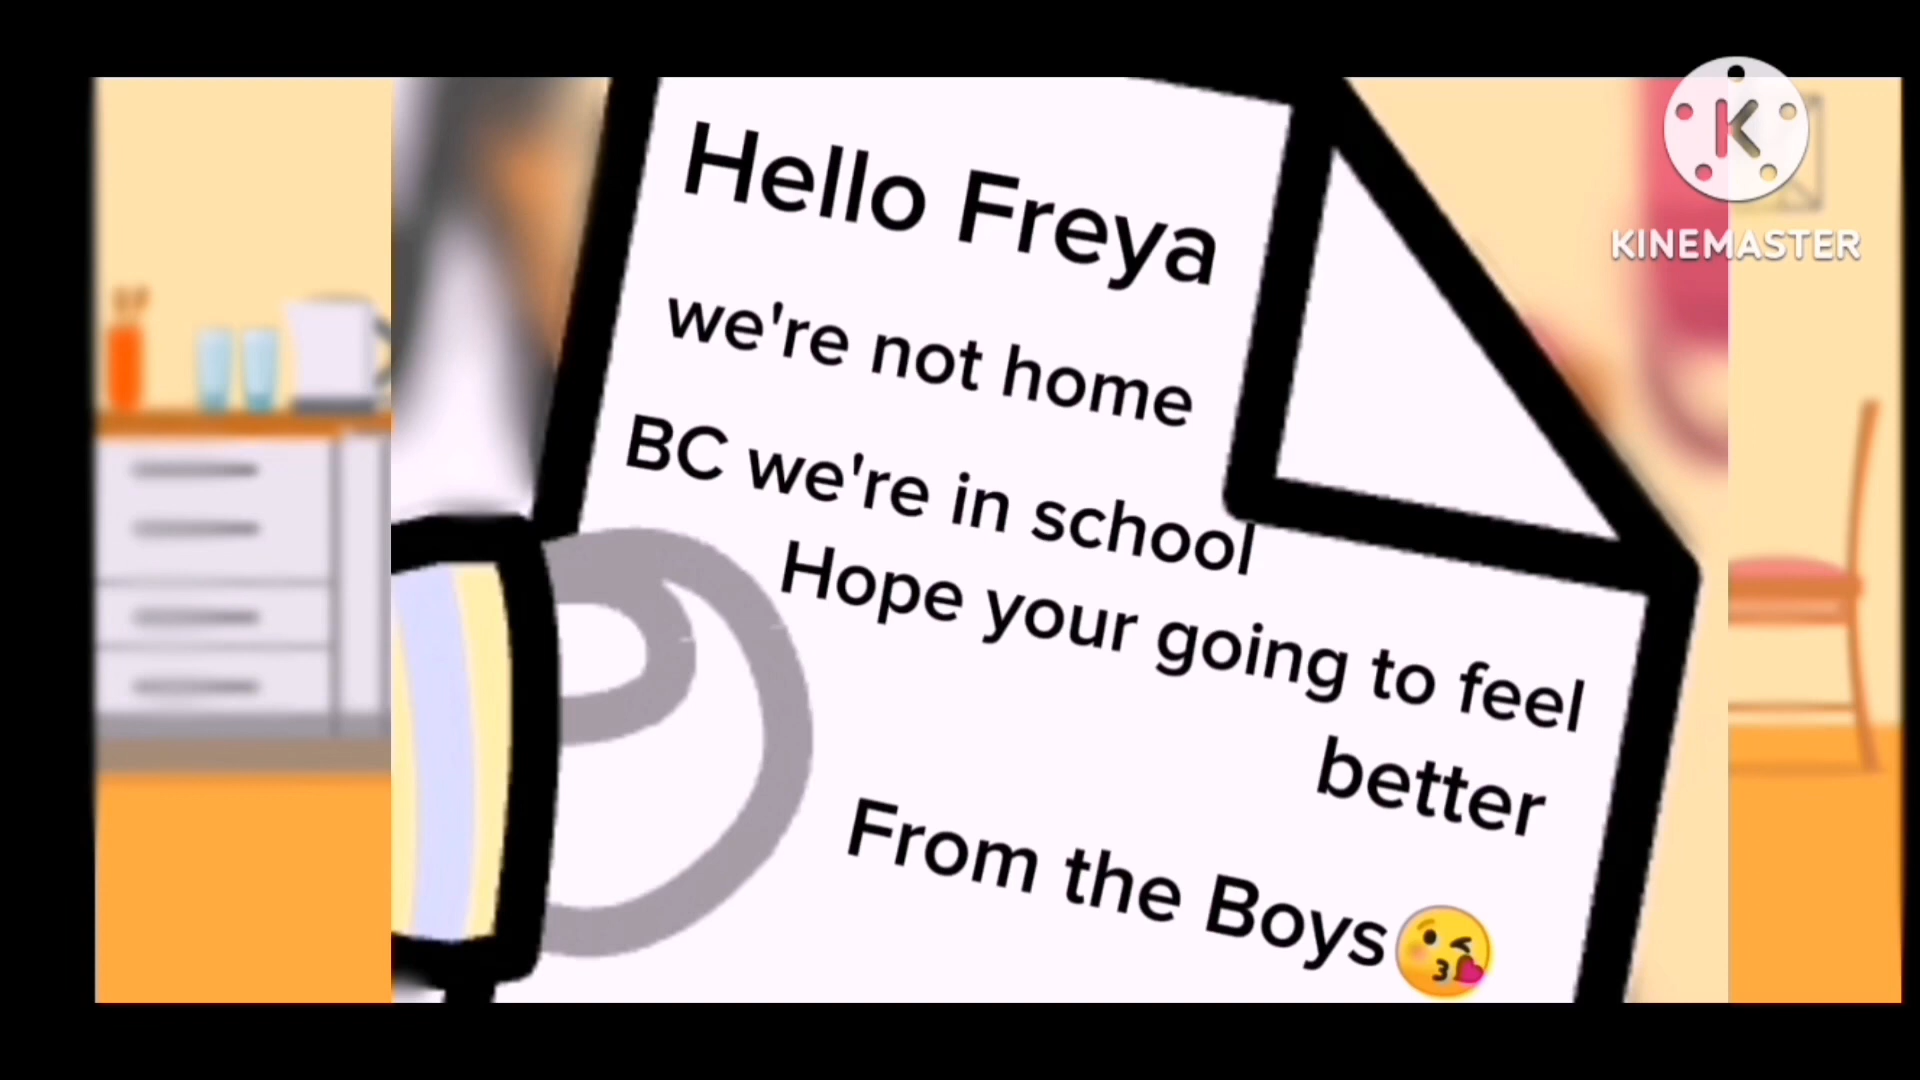 Hello Freya
we're not home
BC we're in school
Hope your going to feel
better
From the Boys😘
K
KINEMASTER